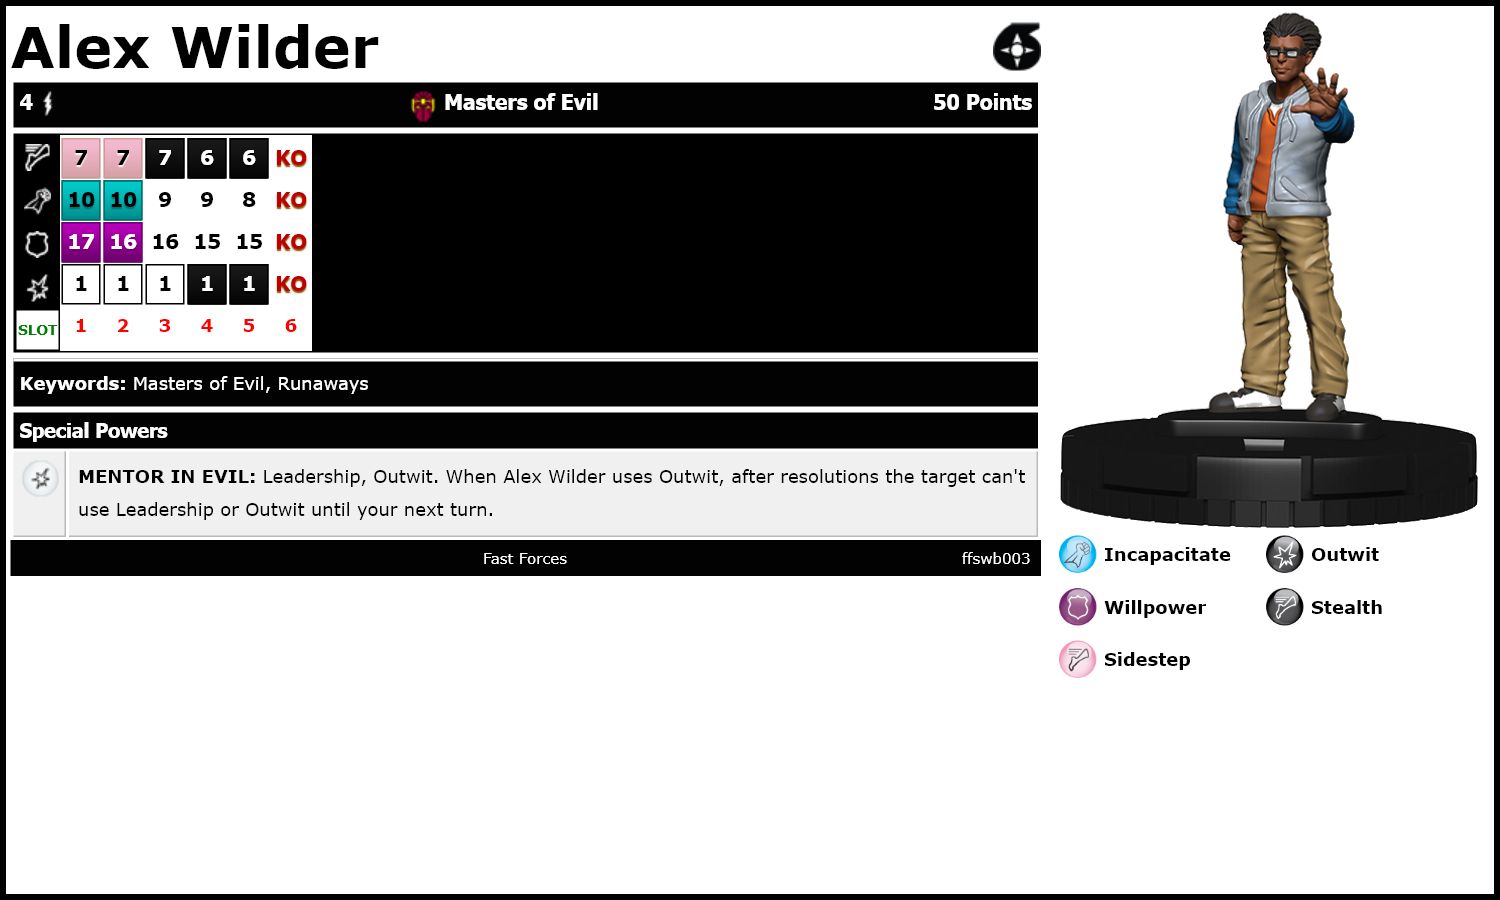 Alex Wilder
4 Masters of Evil 50 Points
7 7 7 6 6 KO
10 10 9 9 8 KO
17 16 16 15 15 KO
1 1 1 1 1 KO
SLOT 1 2 3 4 5 6
Keywords: Masters of Evil, Runaways
Special Powers
MENTOR IN EVIL: Leadership, Outwit. When Alex Wilder uses Outwit, after resolutions the target can't
use Leadership or Outwit until your next turn.
Fast Forces ffswb003
Incapacitate Outwit
Willpower Stealth
Sidestep